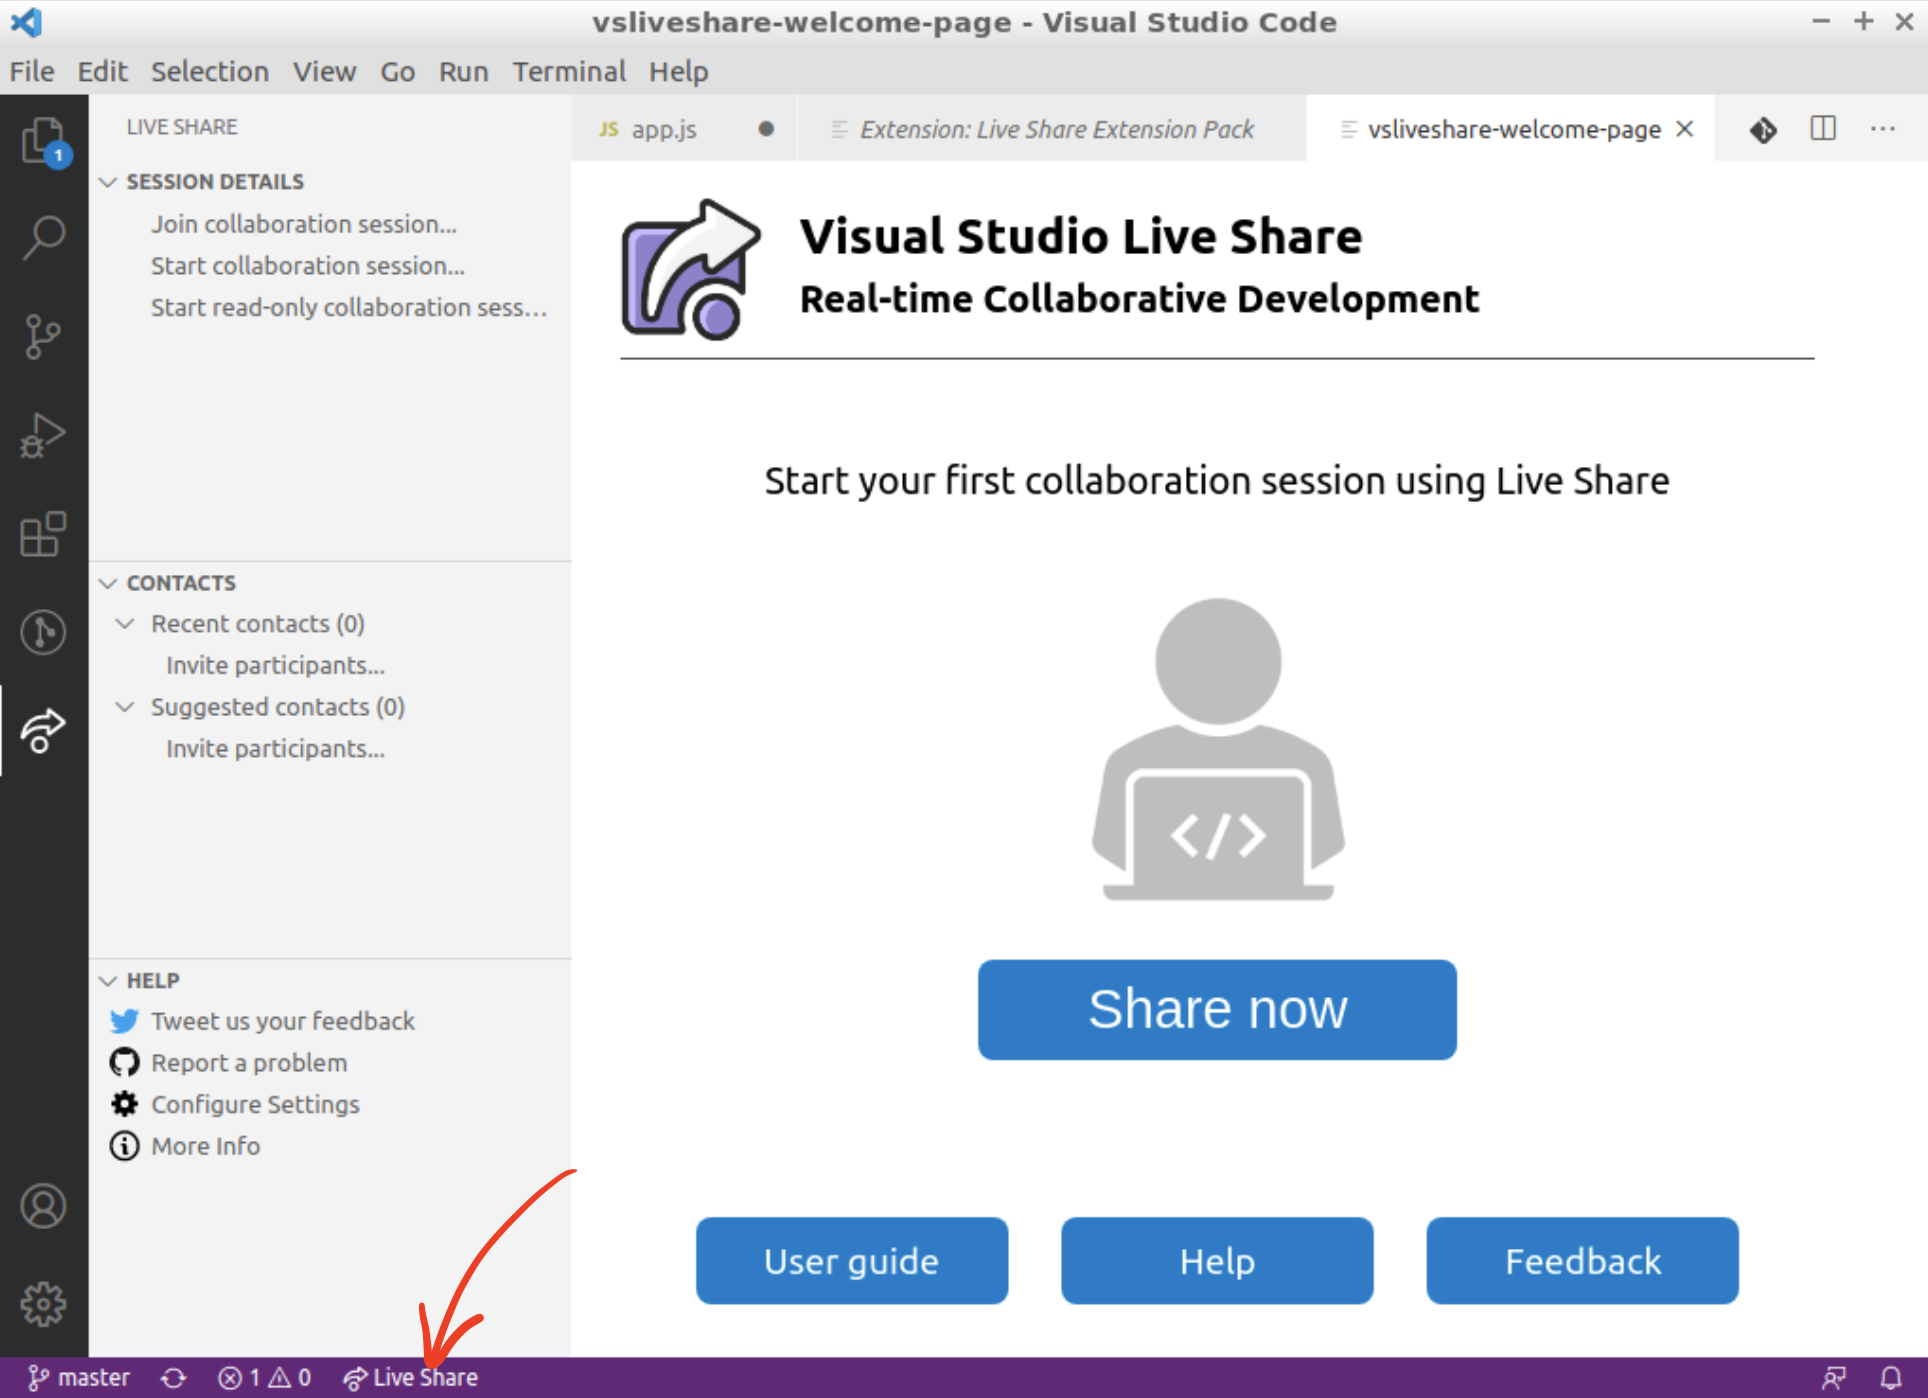 vsliveshare-welcome-page - Visual Studio Code
File Edit Selection View Go Run Terminal Help
1
LIVE SHARE
SESSION DETAILS
Join collaboration session...
Start collaboration session...
Start read-only collaboration sess...
CONTACTS
Recent contacts (0)
Invite participants...
Suggested contacts (0)
Invite participants...
HELP
Tweet us your feedback
Report a problem
Configure Settings
More Info
JS app.js
Extension: Live Share Extension Pack
vsliveshare-welcome-page
Visual Studio Live Share
Real-time Collaborative Development
Start your first collaboration session using Live Share
</>
Share now
User guide
Help
Feedback
master 1 0 Live Share